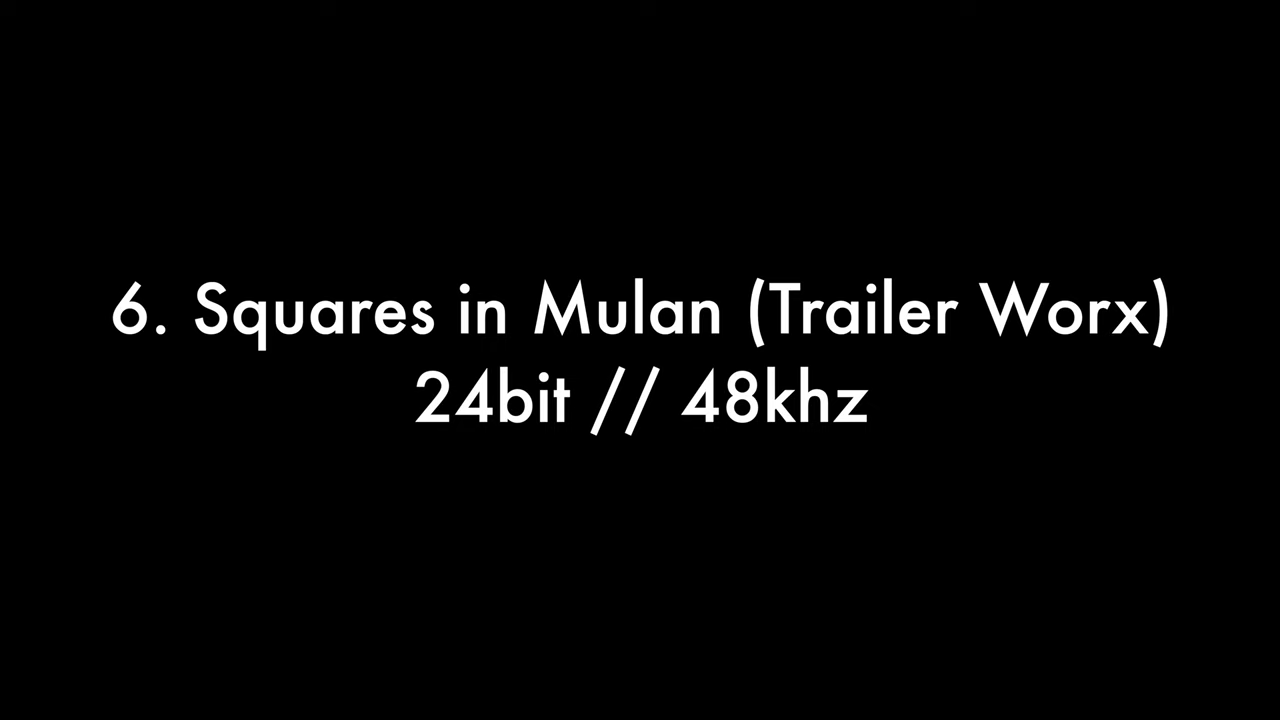 6. Squares in Mulan (Trailer Worx)
24bit // 48khz